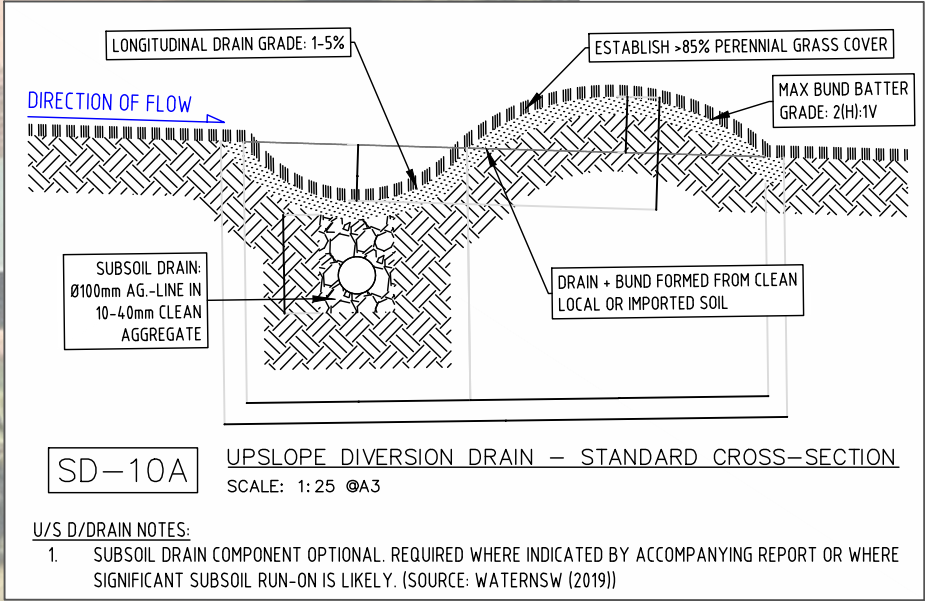 LONGITUDINAL DRAIN GRADE: 1-5%
ESTABLISH >85% PERENNIAL GRASS COVER
DIRECTION OF FLOW
MAX BUND BATTER
GRADE: 2(H):1V
SUBSOIL DRAIN:
Ø100mm AG.-LINE IN
10-40mm CLEAN
AGGREGATE
DRAIN + BUND FORMED FROM CLEAN
LOCAL OR IMPORTED SOIL
SD-10A
UPSLOPE DIVERSION DRAIN - STANDARD CROSS-SECTION
SCALE: 1:25 @A3
U/S D/DRAIN NOTES:
1. SUBSOIL DRAIN COMPONENT OPTIONAL. REQUIRED WHERE INDICATED BY ACCOMPANYING REPORT OR WHERE
SIGNIFICANT SUBSOIL RUN-ON IS LIKELY. (SOURCE: WATERNSW (2019))